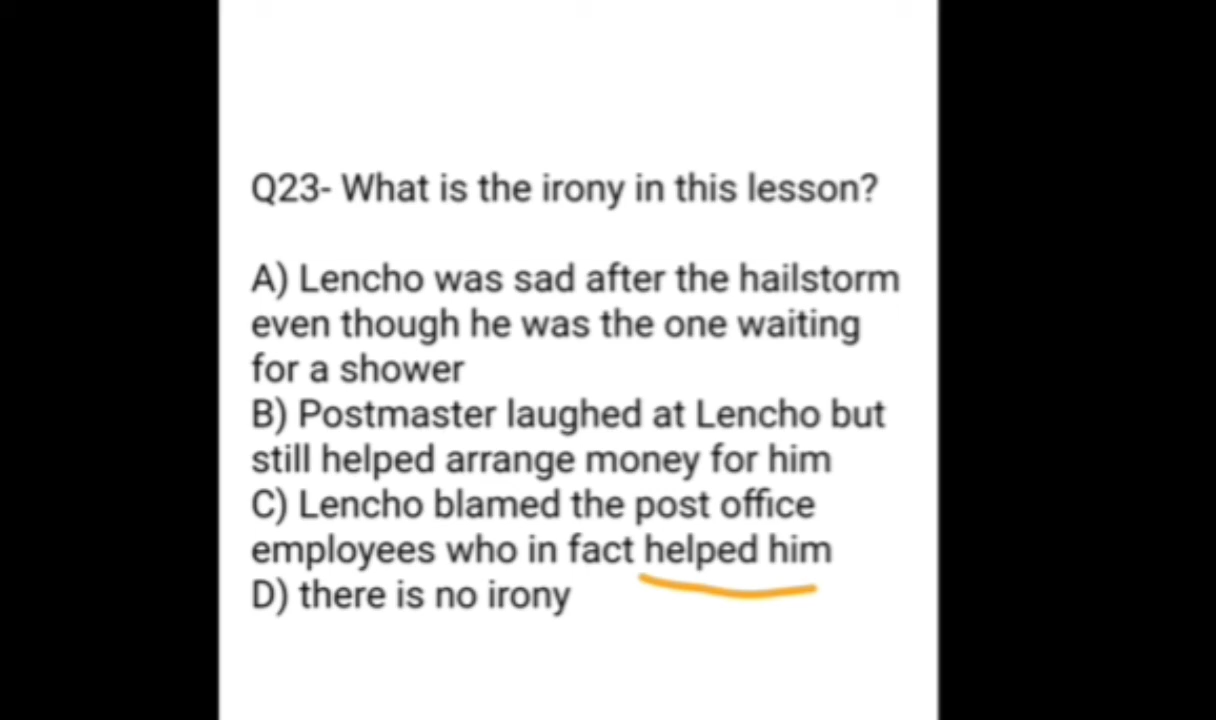 Q23- What is the irony in this lesson?
A) Lencho was sad after the hailstorm
even though he was the one waiting
for a shower
B) Postmaster laughed at Lencho but
still helped arrange money for him
C) Lencho blamed the post office
employees who in fact helped him
D) there is no irony